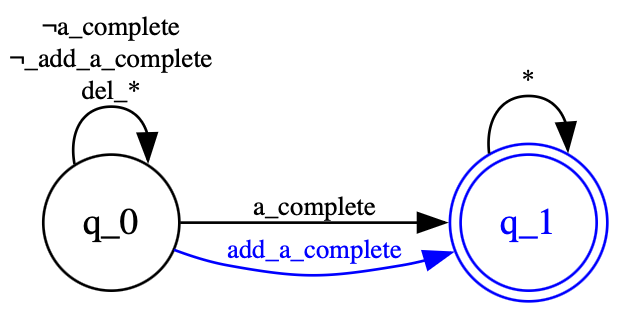 ¬a_complete
¬_add_a_complete
del_*
*
q_0
a_complete
add_a_complete
q_1